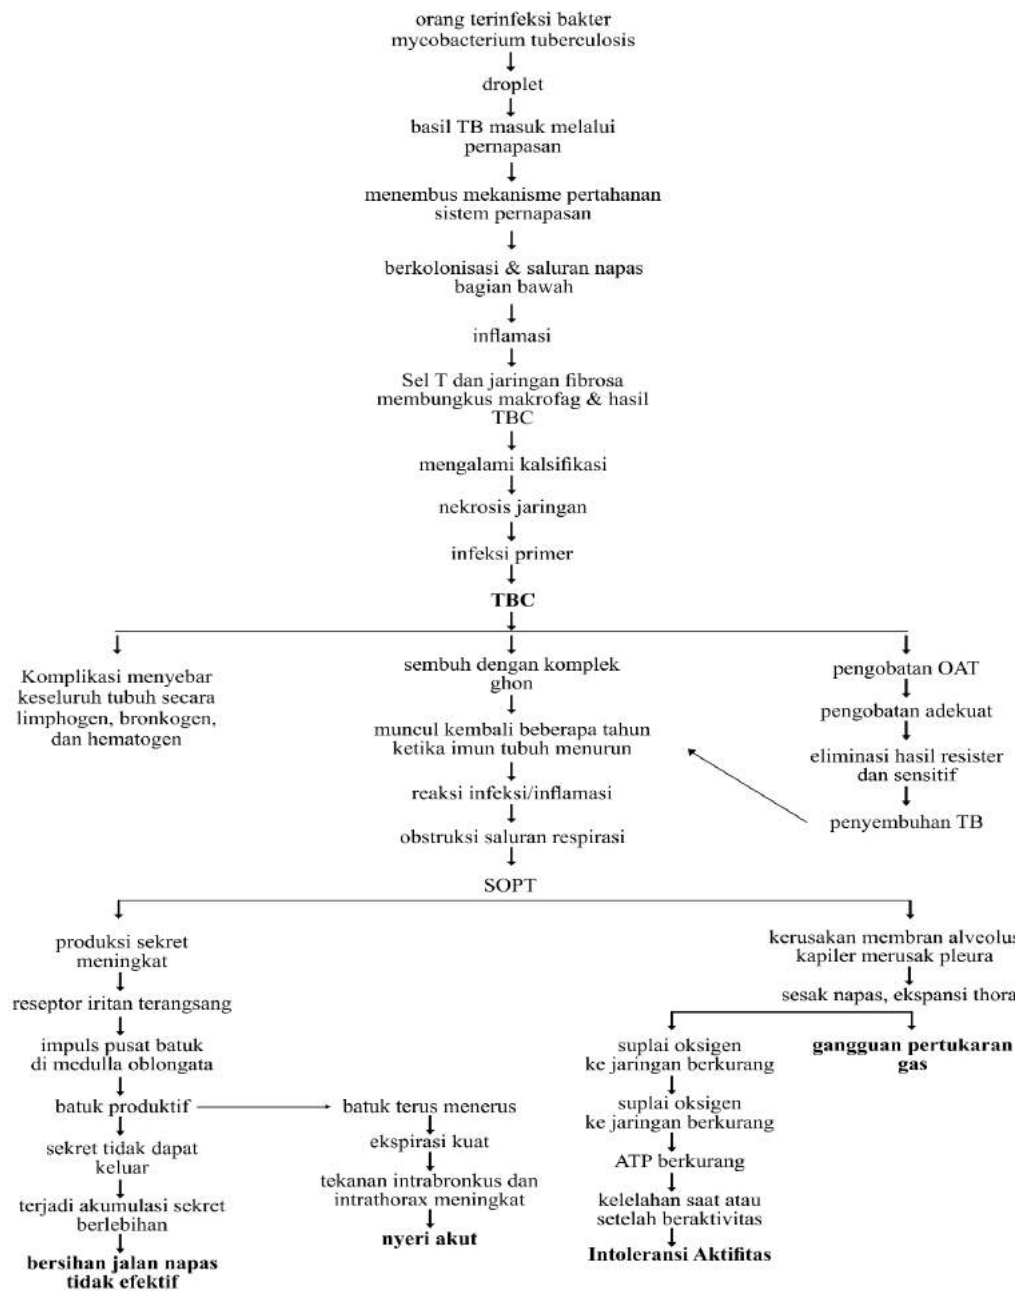 orang terinfeksi bakter
mycobacterium tuberculosis
droplet
basil TB masuk melalui
pernapasan
menembus mekanisme pertahanan
sistem pernapasan
berkolonisasi & saluran napas
bagian bawah
inflamasi
Sel T dan jaringan fibrosa
membungkus makrofag & hasil
TBC
mengalami kalsifikasi
nekrosis jaringan
infeksi primer
TBC
Komplikasi menyebar
keseluruh tubuh secara
limphogen, bronkogen,
dan hematogen
sembuh dengan komplek
ghon
muncul kembali beberapa tahun
ketika imun tubuh menurun
reaksi infeksi/inflamasi
obstruksi saluran respirasi
pengobatan OAT
pengobatan adekuat
eliminasi hasil resister
dan sensitif
penyembuhan TB
SOPT
produksi sekret
meningkat
reseptor iritan terangsang
impuls pusat batuk
di medulla oblongata
batuk produktif
sekret tidak dapat
keluar
terjadi akumulasi sekret
berlebihan
bersihan jalan napas
tidak efektif
batuk terus menerus
ekspirasi kuat
tekanan intrabronkus dan
intrathorax meningkat
nyeri akut
kerusakan membran alveolus
kapiler merusak pleura
sesak napas, ekspansi thora
suplai oksigen
ke jaringan berkurang
suplai oksigen
ke jaringan berkurang
ATP berkurang
kelelahan saat atau
setelah beraktivitas
Intoleransi Aktifitas
gangguan pertukaran
gas